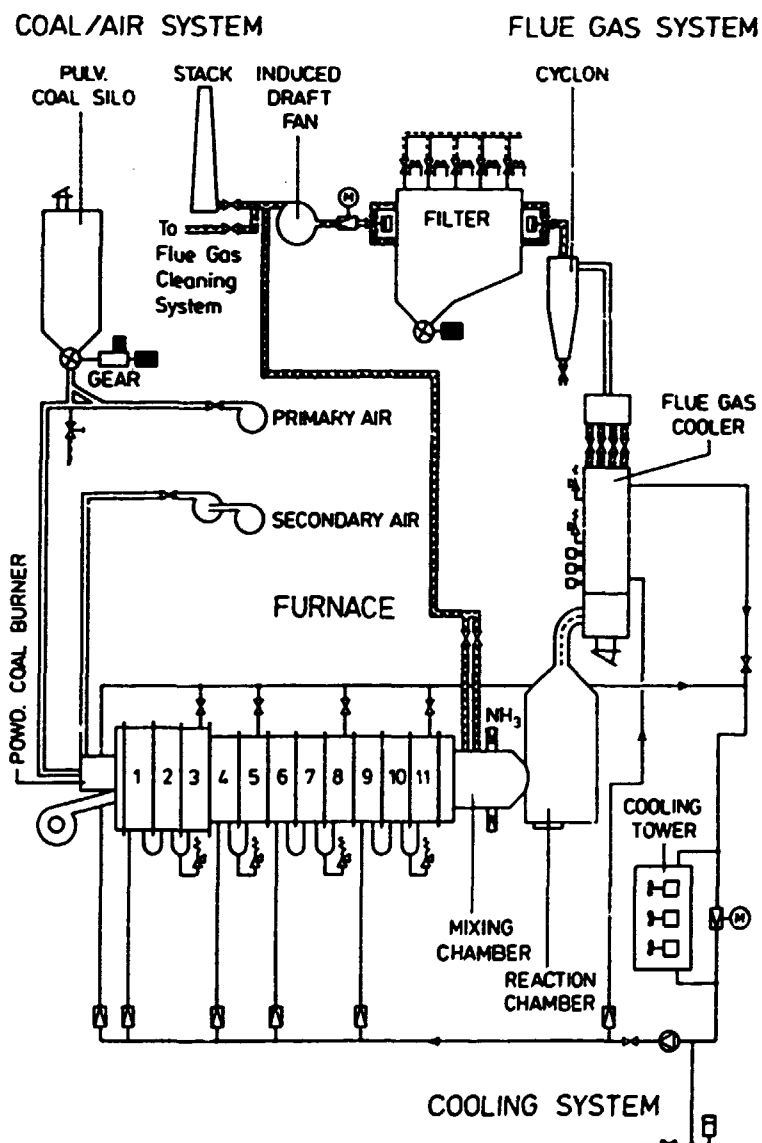 COAL/AIR SYSTEM
FLUE GAS SYSTEM
PULV.
COAL SILO
STACK
INDUCED
DRAFT
FAN
CYCLON
M
FILTER
To
Flue Gas
Cleaning
System
GEAR
PRIMARY AIR
FLUE GAS
COOLER
SECONDARY AIR
FURNACE
POWD. COAL BURNER
NH3
1 2 3 4 5 6 7 8 9 10 11
COOLING
TOWER
M
MIXING
CHAMBER
REACTION
CHAMBER
COOLING SYSTEM